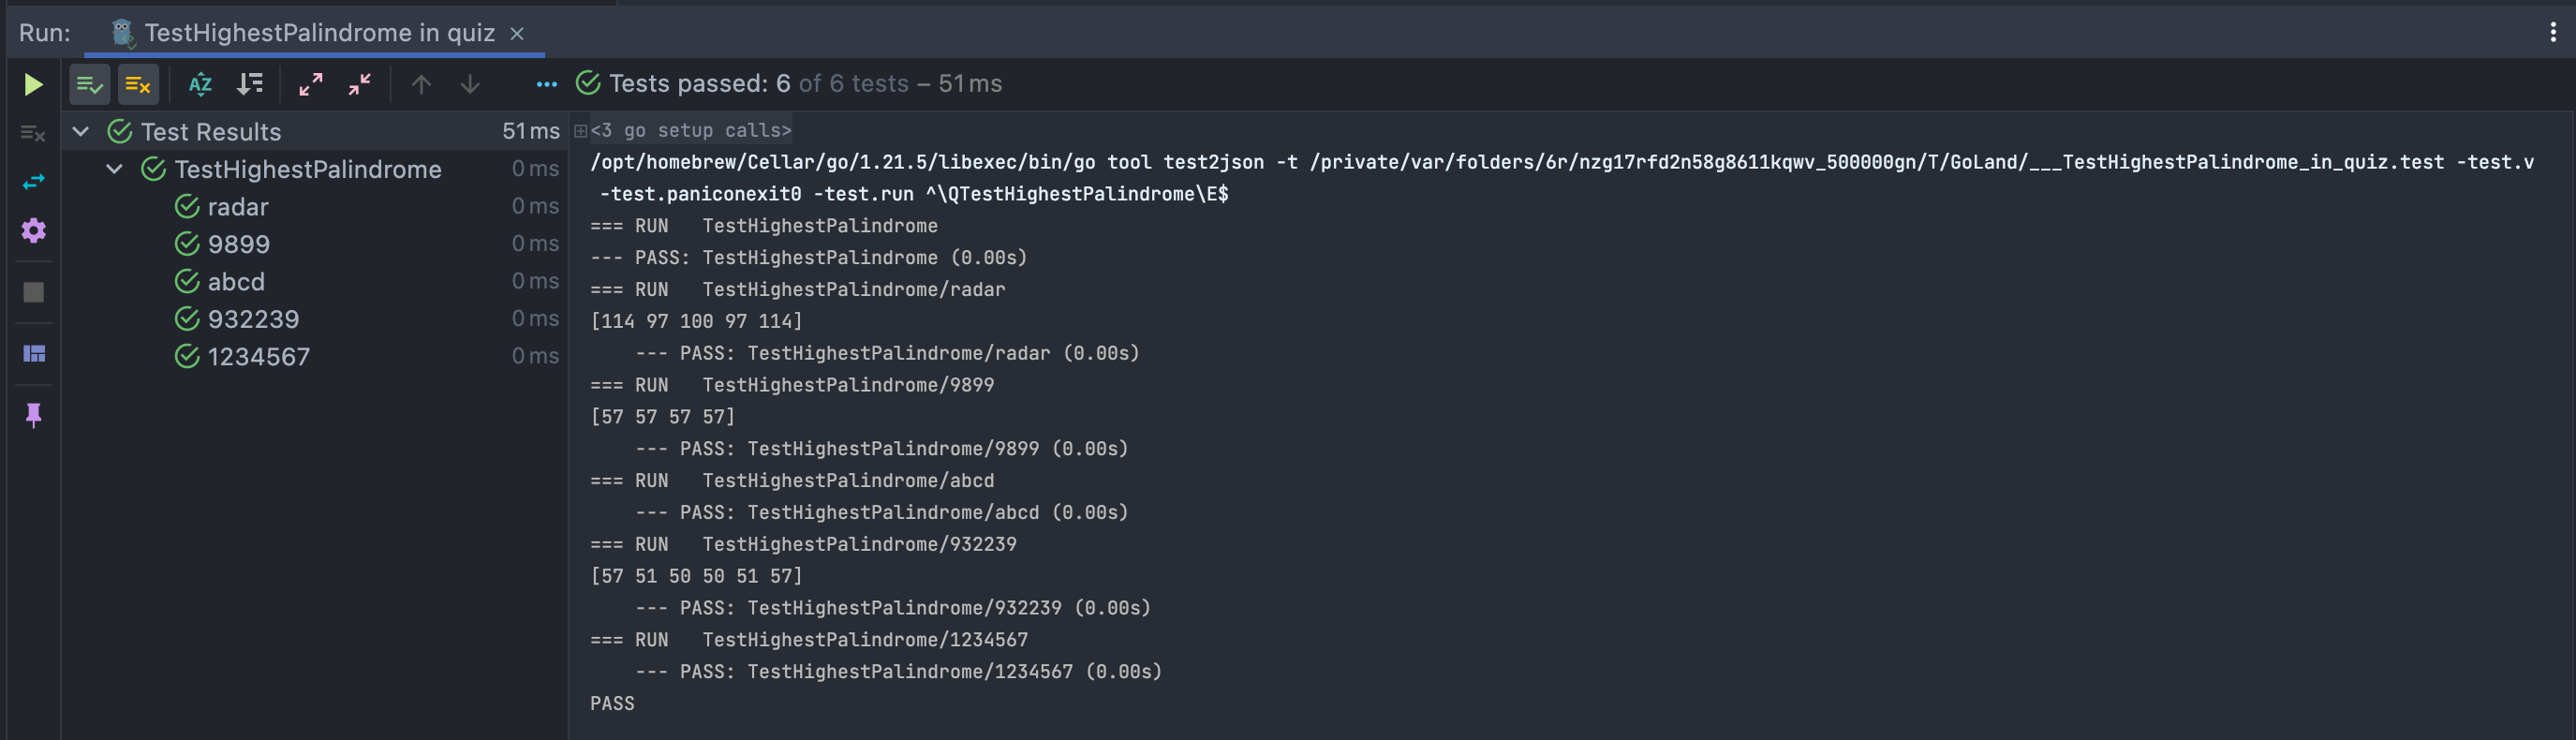 Run: TestHighestPalindrome in quiz ×
Tests passed: 6 of 6 tests – 51 ms
Test Results 51 ms
TestHighestPalindrome 0 ms
radar 0 ms
9899 0 ms
abcd 0 ms
932239 0 ms
1234567 0 ms
<3 go setup calls>
/opt/homebrew/Cellar/go/1.21.5/libexec/bin/go tool test2json -t /private/var/folders/6r/nzg17rfd2n58g8611kqwv_500000gn/T/GoLand/___TestHighestPalindrome_in_quiz.test -test.v
-test.paniconexit0 -test.run ^\QTestHighestPalindrome\E$
=== RUN   TestHighestPalindrome
--- PASS: TestHighestPalindrome (0.00s)
=== RUN   TestHighestPalindrome/radar
[114 97 100 97 114]
    --- PASS: TestHighestPalindrome/radar (0.00s)
=== RUN   TestHighestPalindrome/9899
[57 57 57 57]
    --- PASS: TestHighestPalindrome/9899 (0.00s)
=== RUN   TestHighestPalindrome/abcd
    --- PASS: TestHighestPalindrome/abcd (0.00s)
=== RUN   TestHighestPalindrome/932239
[57 51 50 50 51 57]
    --- PASS: TestHighestPalindrome/932239 (0.00s)
=== RUN   TestHighestPalindrome/1234567
    --- PASS: TestHighestPalindrome/1234567 (0.00s)
PASS